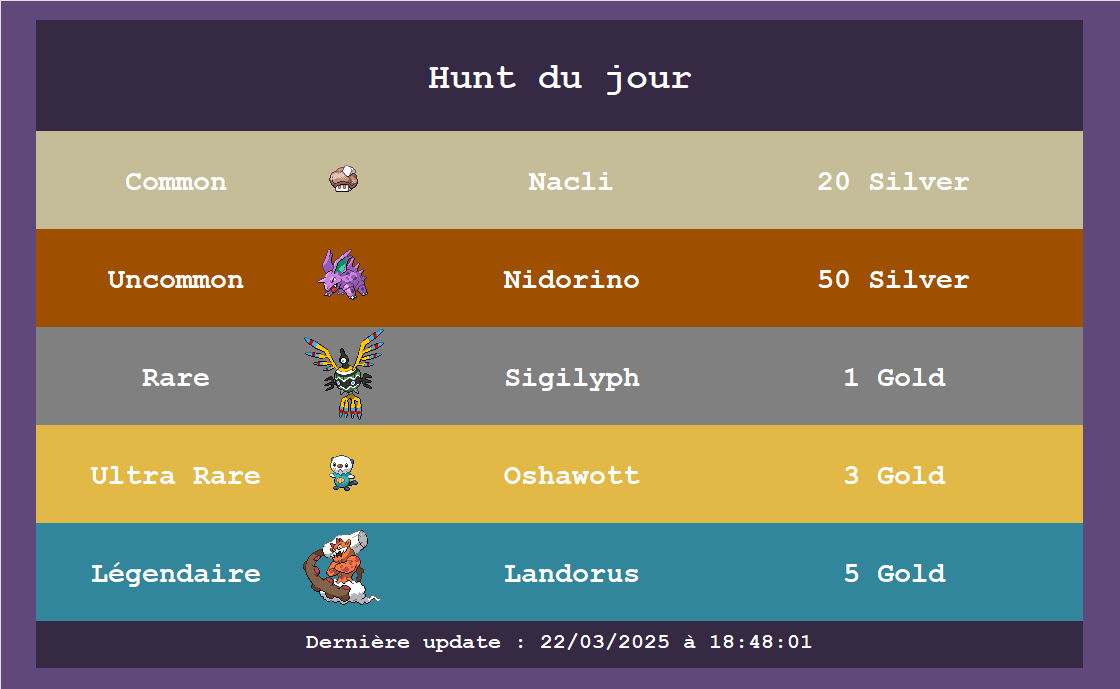 Hunt du jour
Common Nacli 20 Silver
Uncommon Nidorino 50 Silver
Rare Sigilyph 1 Gold
Ultra Rare Oshawott 3 Gold
Légendaire Landorus 5 Gold
Dernière update : 22/03/2025 à 18:48:01